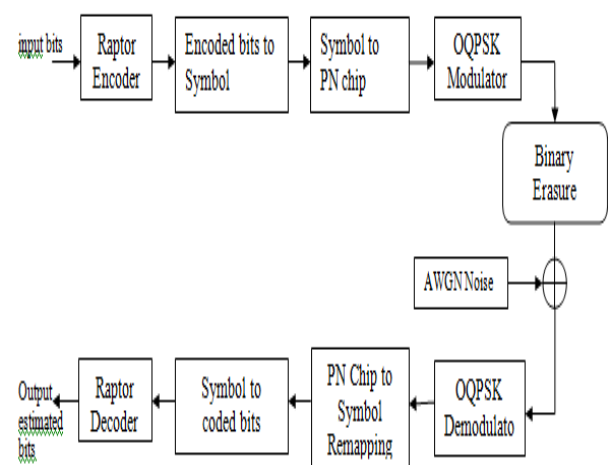 input bits
Raptor
Encoder
Encoded bits to
Symbol
Symbol
to
PN chip
OQPSK
Modulator
Binary
Erasure
AWGN Noise
OQPSK
Demodulato
PN Chip to
Symbol
Remapping
Symbol to
coded bits
Raptor
Decoder
Output
estimated
bits